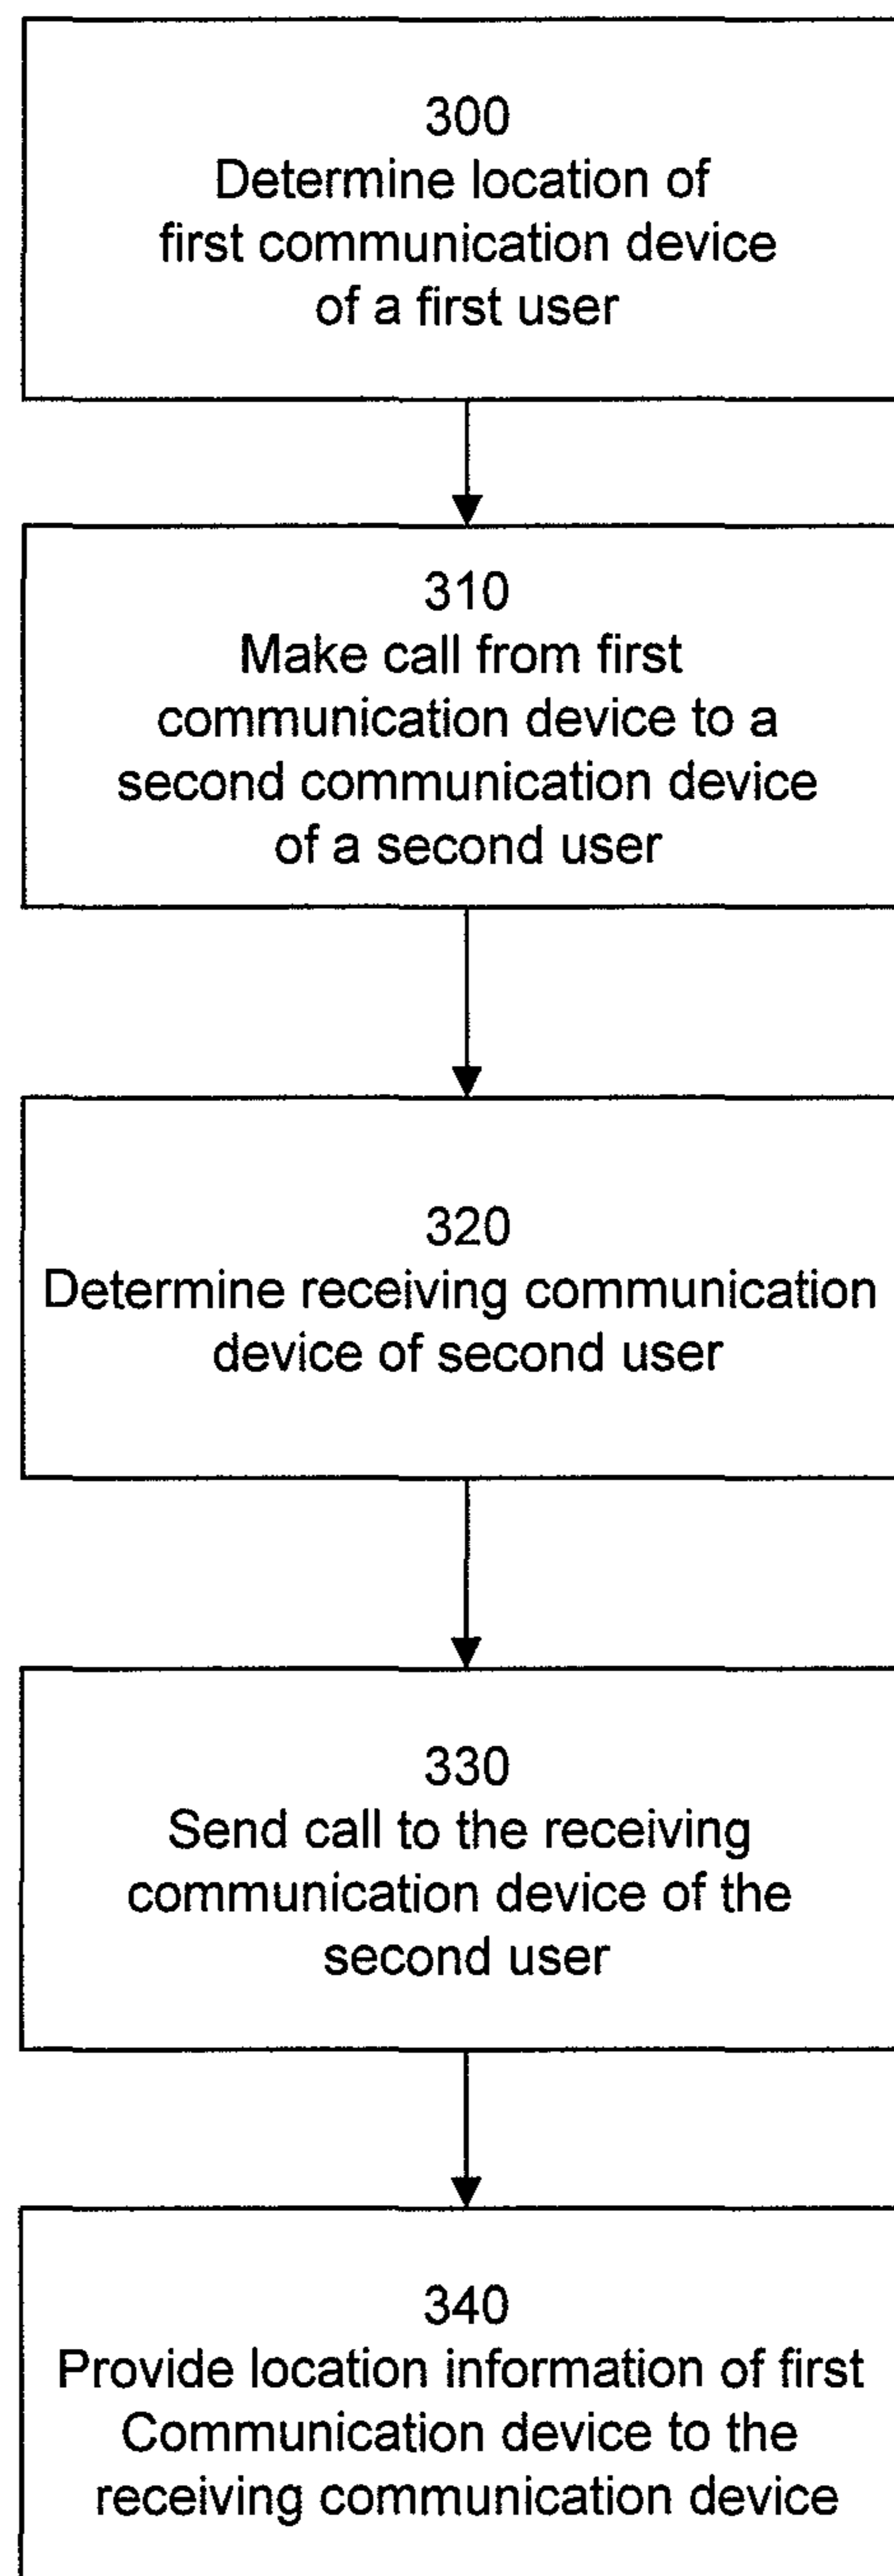 300
Determine location of
first communication device
of a first user
310
Make call from first
communication device to a
second communication device
of a second user
320
Determine receiving communication
device of second user
330
Send call to the receiving
communication device of the
second user
340
Provide location information of first
Communication device to the
receiving communication device